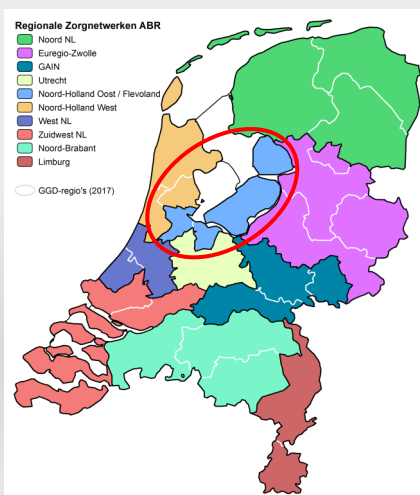 Regionale Zorgnetwerken ABR
Noord NL
Euregio-Zwolle
GAIN
Utrecht
Noord-Holland Oost / Flevoland
Noord-Holland West
West NL
Zuidwest NL
Noord-Brabant
Limburg
GGD-regio's (2017)